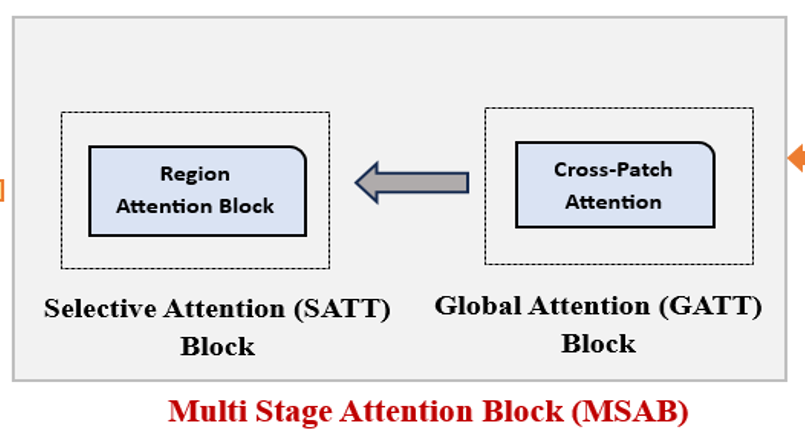 Region
Attention Block
Cross-Patch
Attention
Selective Attention (SATT)
Block
Global Attention (GATT)
Block
Multi Stage Attention Block (MSAB)